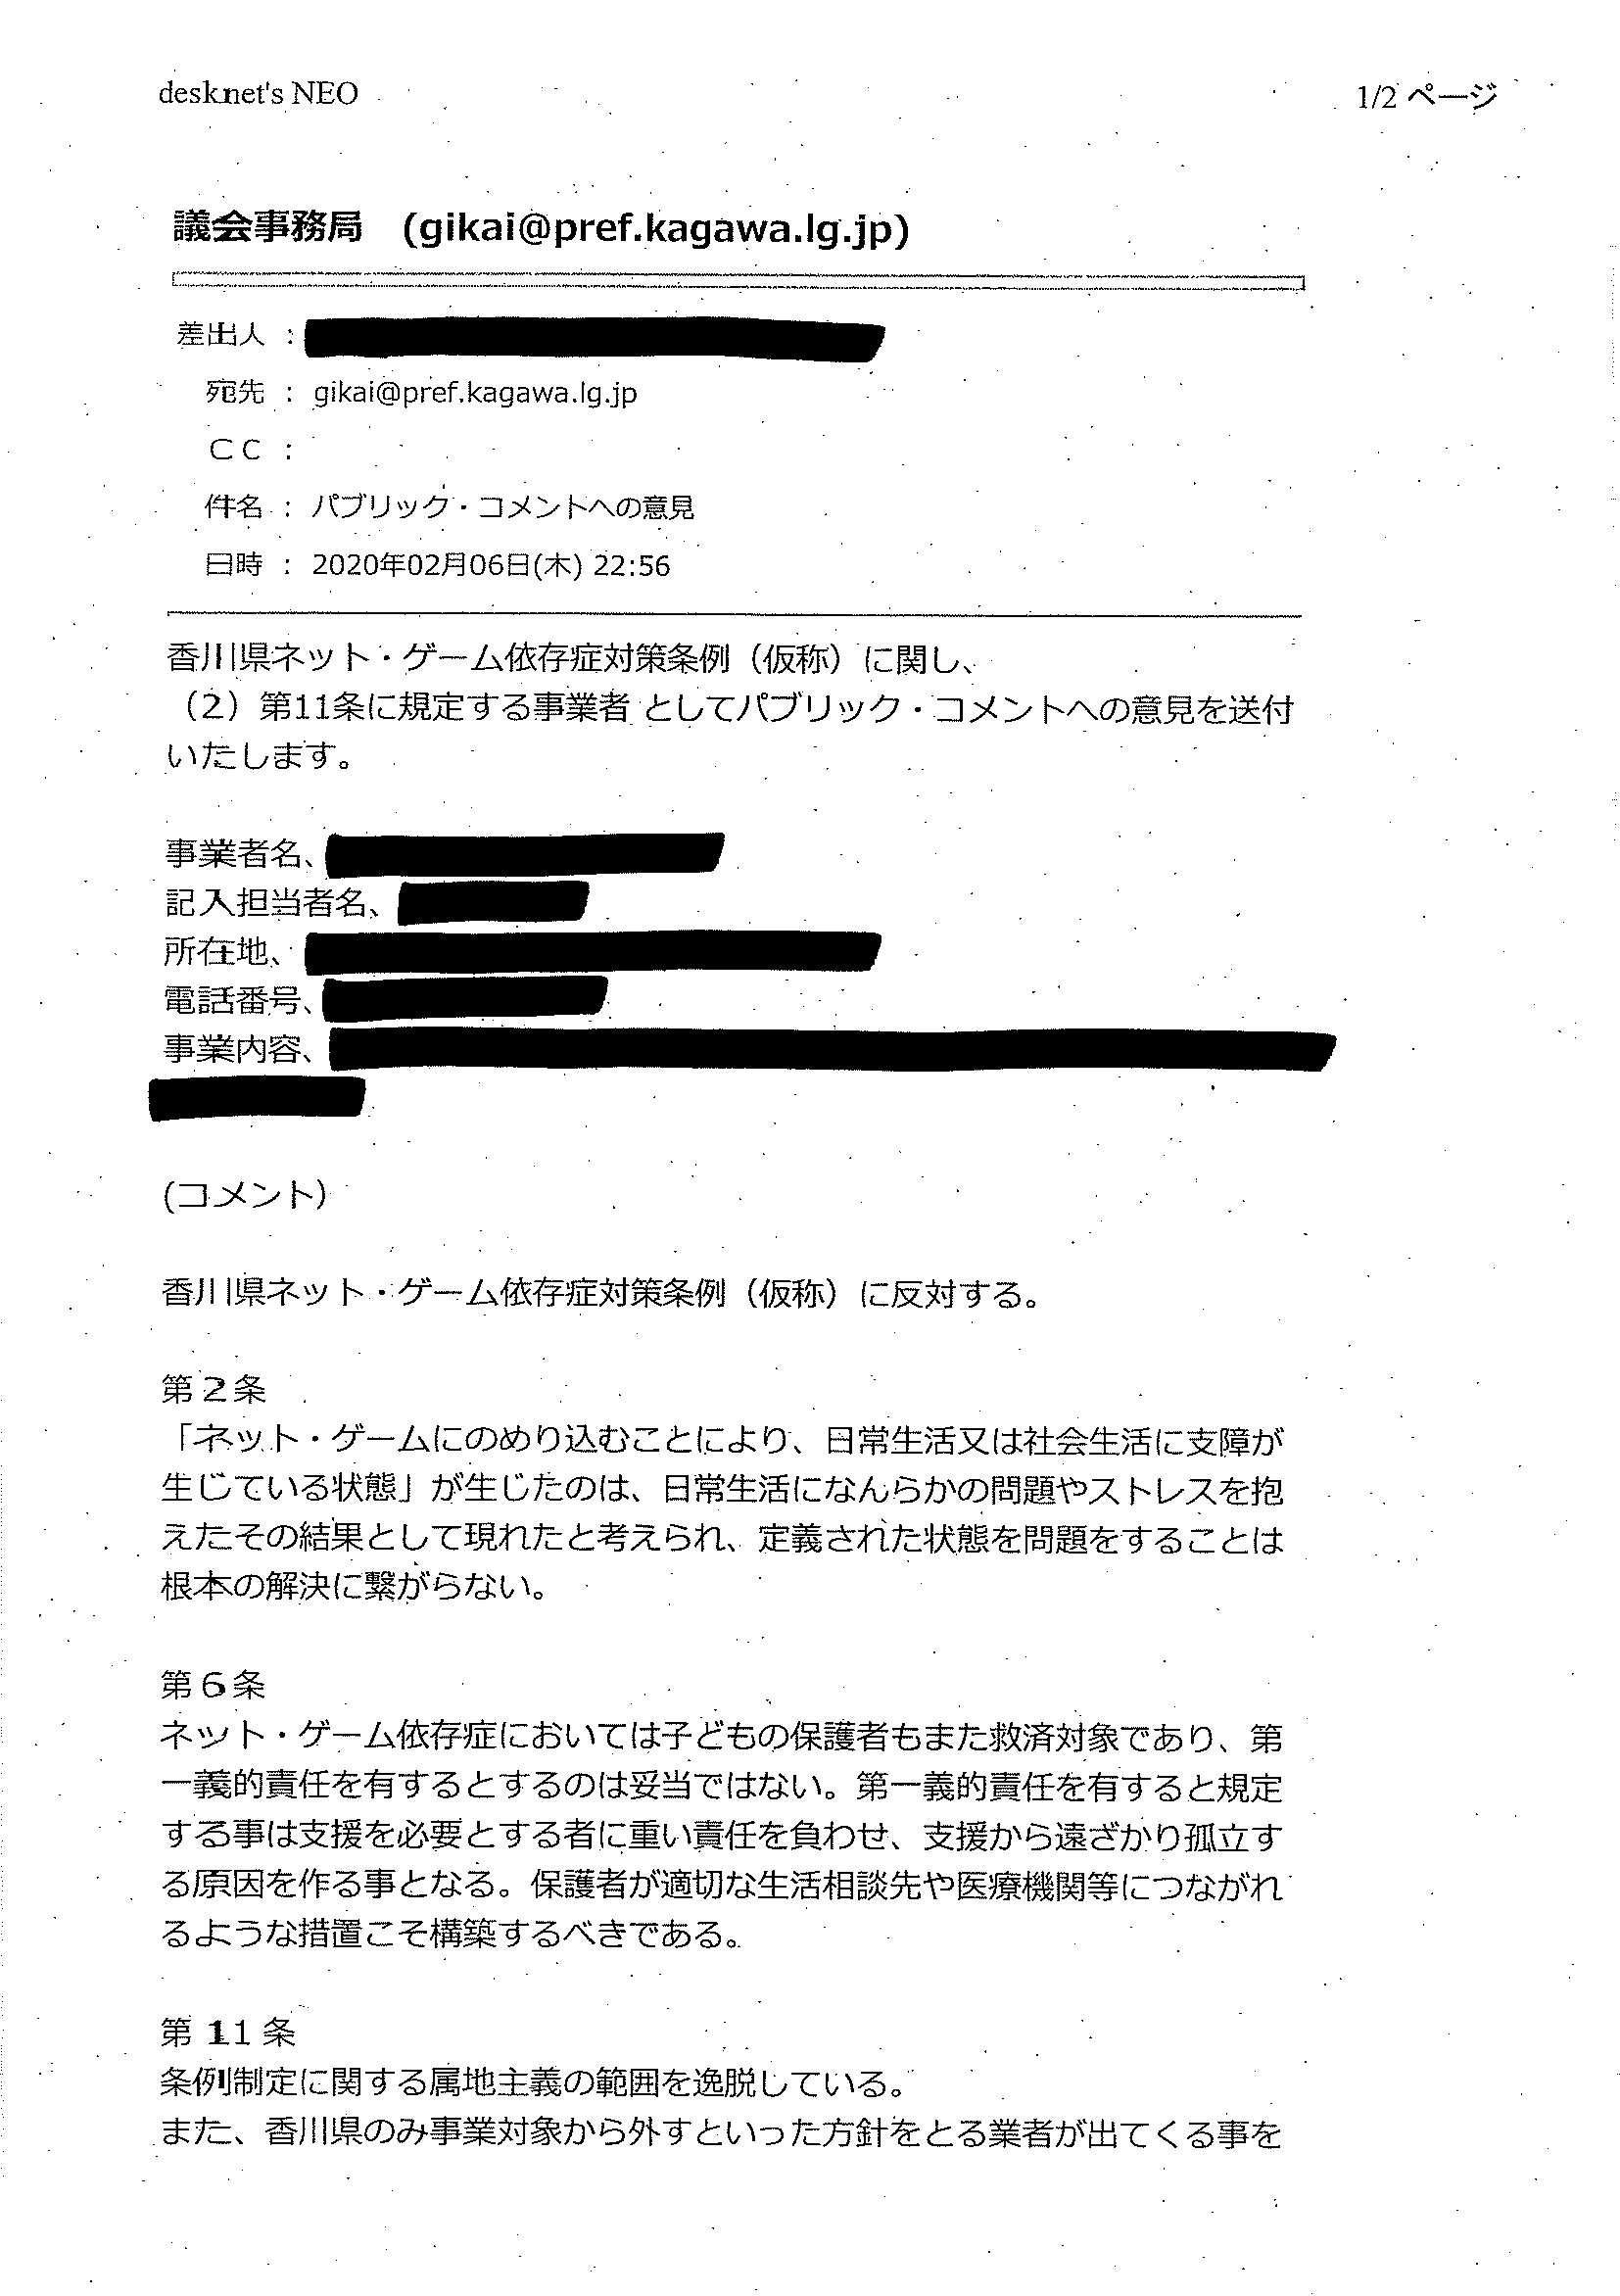 desknet's NEO
1/2 ページ
議会事務局 (gikai@pref.kagawa.lg.jp)
差出人 :
宛先 : gikai@pref.kagawa.lg.jp
ＣＣ :
件名 : パブリック・コメントへの意見
日時 : 2020年02月06日(木) 22:56
香川県ネット・ゲーム依存症対策条例（仮称）に関し、
（2）第11条に規定する事業者 としてパブリック・コメントへの意見を送付
いたします。
事業者名、
記入担当者名、
所在地、
電話番号、
事業内容、
(コメント)
香川県ネット・ゲーム依存症対策条例（仮称）に反対する。
第２条
「ネット・ゲームにのめり込むことにより、日常生活又は社会生活に支障が
生じている状態」が生じたのは、日常生活になんらかの問題やストレスを抱
えたその結果として現れたと考えられ、定義された状態を問題をすることは
根本の解決に繋がらない。
第６条
ネット・ゲーム依存症においては子どもの保護者もまた救済対象であり、第
一義的責任を有するとするのは妥当ではない。第一義的責任を有すると規定
する事は支援を必要とする者に重い責任を負わせ、支援から遠ざかり孤立す
る原因を作る事となる。保護者が適切な生活相談先や医療機関等につながれ
るような措置こそ構築するべきである。
第 11 条
条例制定に関する属地主義の範囲を逸脱している。
また、香川県のみ事業対象から外すといった方針をとる業者が出てくる事を